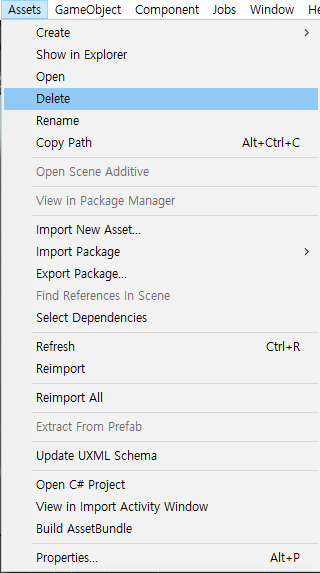 Assets GameObject Component Jobs Window He
Create
Show in Explorer
Open
Delete
Rename
Copy Path Alt+Ctrl+C
Open Scene Additive
View in Package Manager
Import New Asset...
Import Package
Export Package...
Find References In Scene
Select Dependencies
Refresh Ctrl+R
Reimport
Reimport All
Extract From Prefab
Update UXML Schema
Open C# Project
View in Import Activity Window
Build AssetBundle
Properties... Alt+P